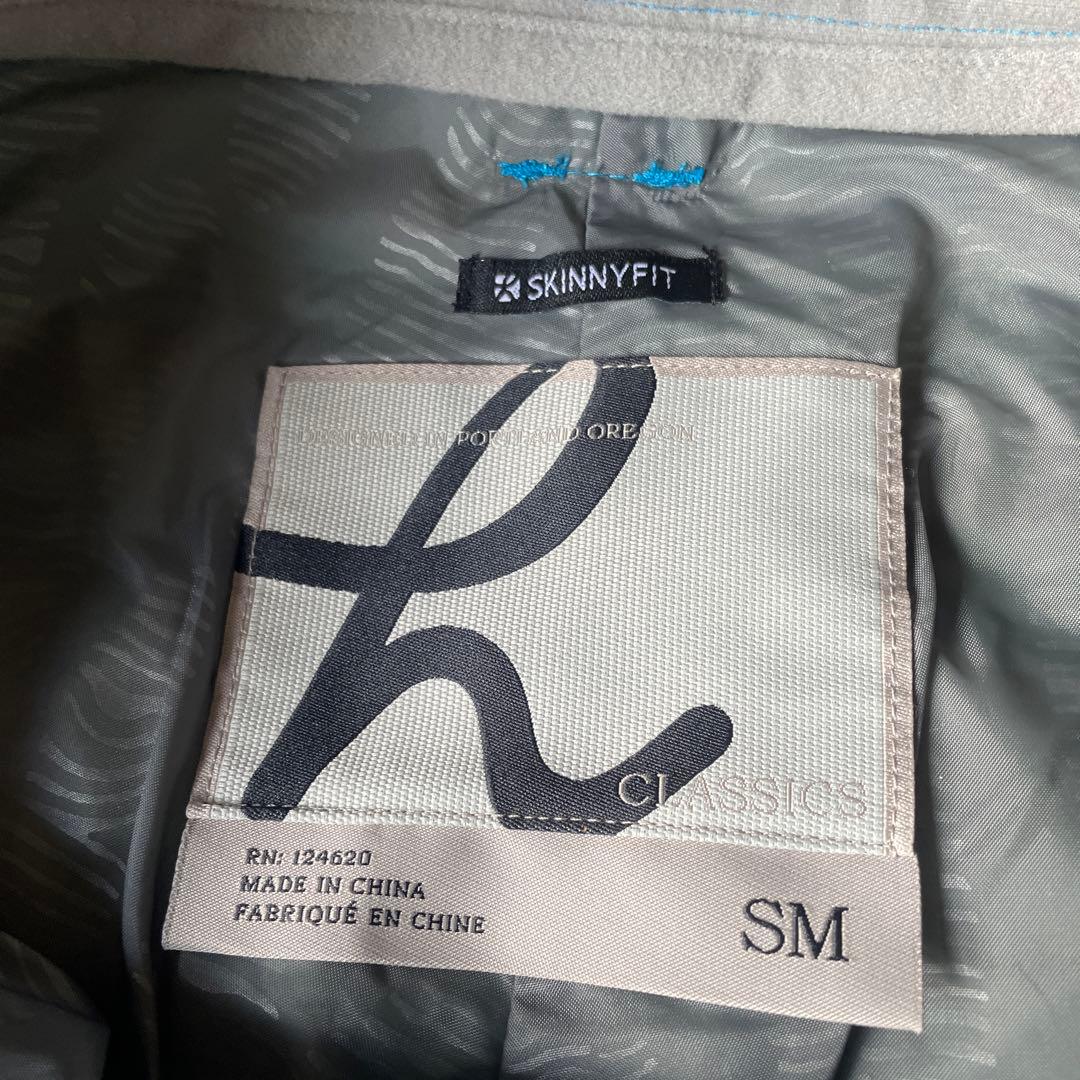 SKINNYFIT
h
DESIGNED IN PORTLAND OREGON
CLASSICS
RN: 124620
MADE IN CHINA
FABRIQUÉ EN CHINE
SM